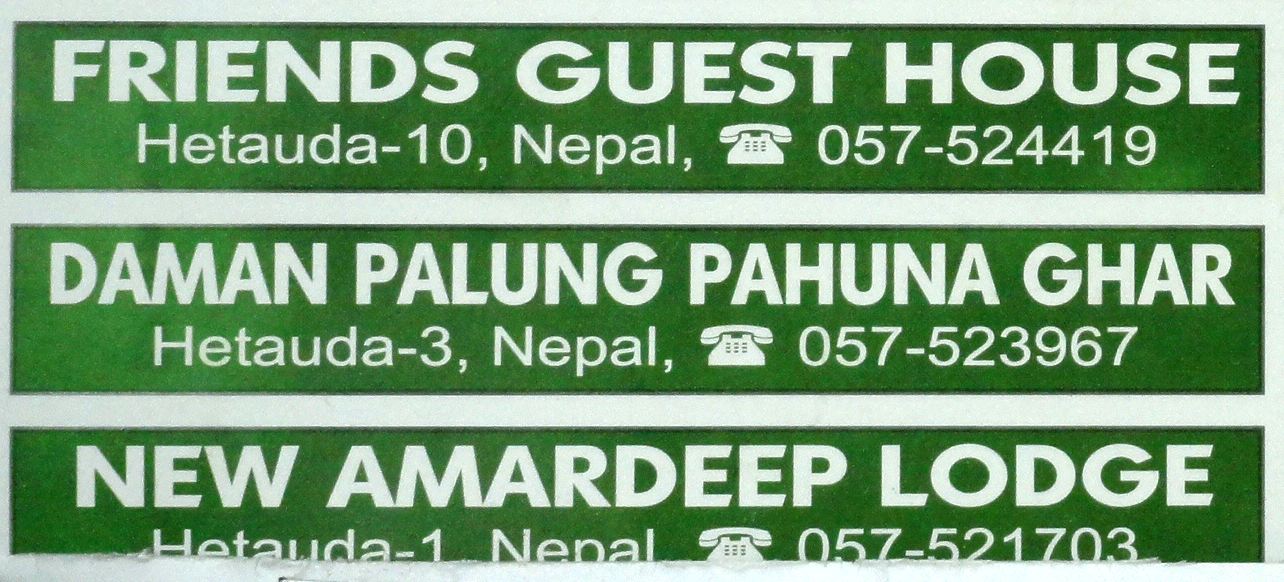 FRIENDS GUEST HOUSE
Hetauda-10, Nepal, ☎ 057-524419
DAMAN PALUNG PAHUNA GHAR
Hetauda-3, Nepal, ☎ 057-523967
NEW AMARDEEP LODGE
Hetauda-1, Nepal, ☎ 057-521703